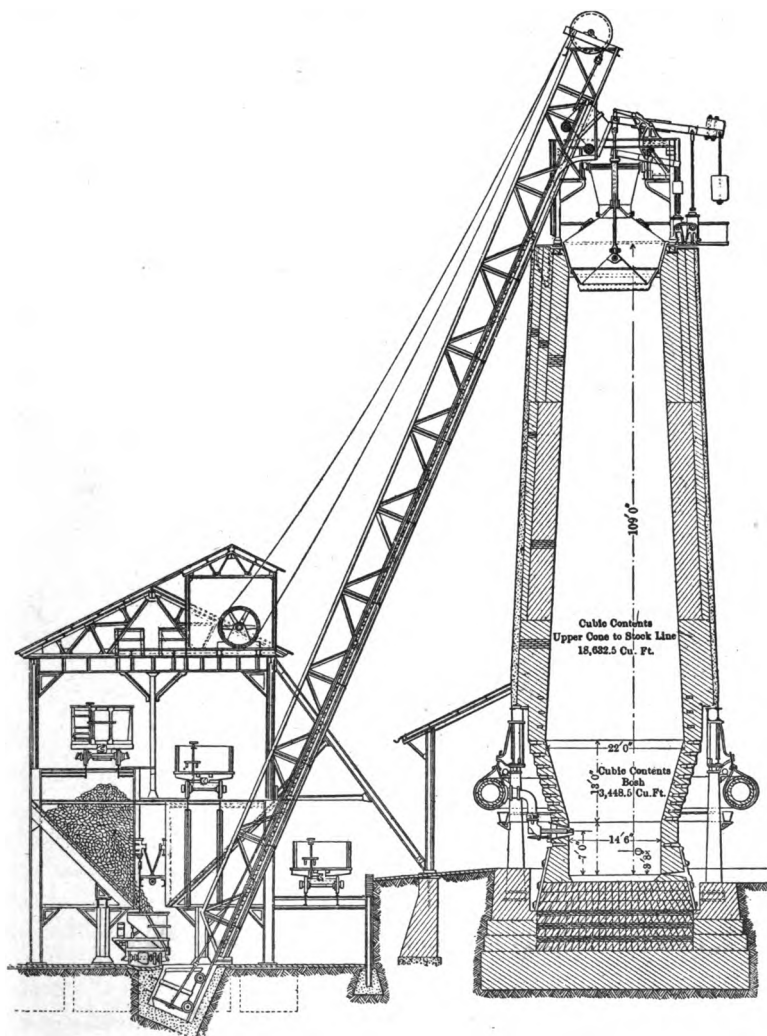 109′0″
Cubic Contents
Upper Cone to Stock Line
18,632.5 Cu. Ft.
22′0″
13′0″
Cubic Contents
Bosh
3,448.5 Cu.Ft.
14′6″
7′0″